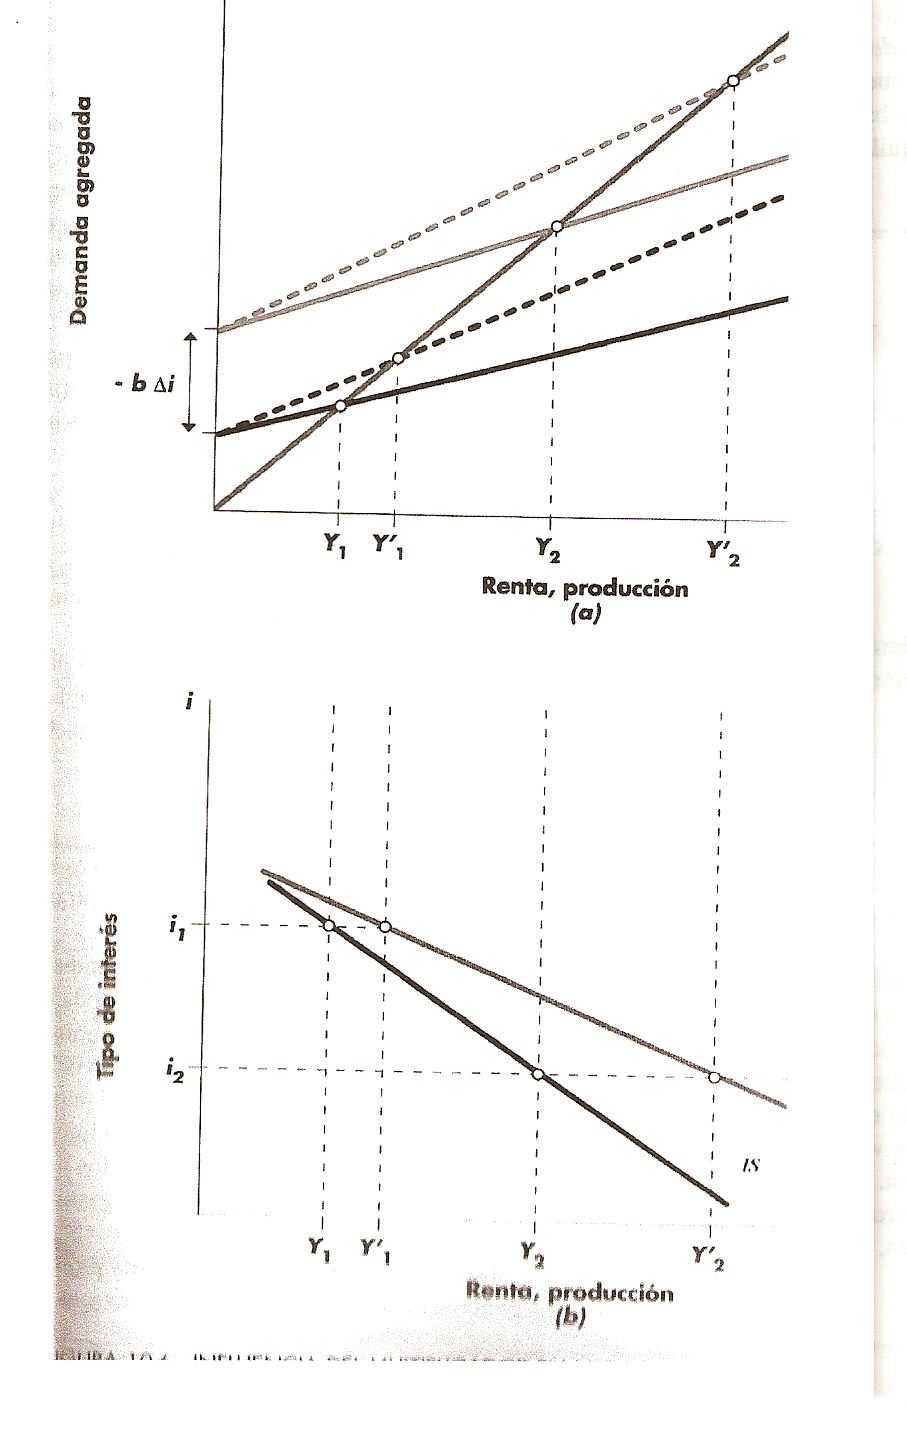 Demanda agregada
- b Δi
Y₁ Y'₁ Y₂ Y'₂
Renta, producción
(a)
i
Tipo de interés
i₁
i₂
IS
Y₁ Y'₁ Y₂ Y'₂
Renta, producción
(b)